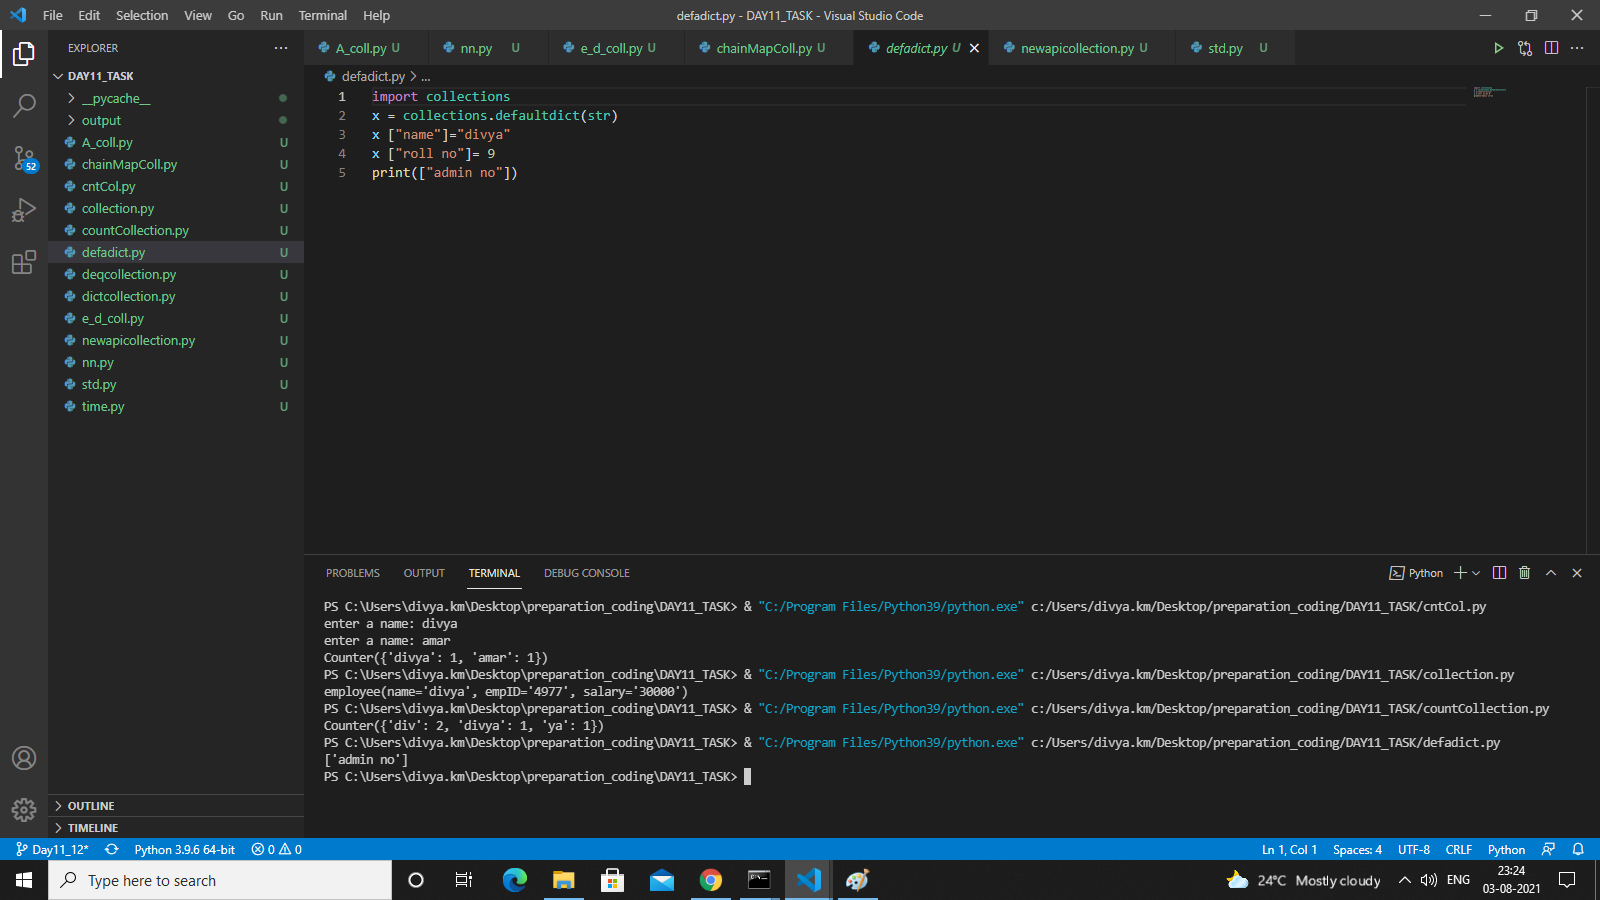 File Edit Selection View Go Run Terminal Help
defadict.py - DAY11_TASK - Visual Studio Code
EXPLORER
A_coll.py U
nn.py U
e_d_coll.py U
chainMapColl.py U
defadict.py U
newapicollection.py U
std.py U
DAY11_TASK
__pycache__
output
A_coll.py U
chainMapColl.py U
cntCol.py U
collection.py U
countCollection.py U
defadict.py U
deqcollection.py U
dictcollection.py U
e_d_coll.py U
newapicollection.py U
nn.py U
std.py U
time.py U
52
OUTLINE
TIMELINE
defadict.py > ...
1 import collections
2 x = collections.defaultdict(str)
3 x ["name"]="divya"
4 x ["roll no"]= 9
5 print(["admin no"])
PROBLEMS OUTPUT TERMINAL DEBUG CONSOLE
Python
PS C:\Users\divya.km\Desktop\preparation_coding\DAY11_TASK> & "C:/Program Files/Python39/python.exe" c:/Users/divya.km/Desktop/preparation_coding/DAY11_TASK/cntCol.py
enter a name: divya
enter a name: amar
Counter({'divya': 1, 'amar': 1})
PS C:\Users\divya.km\Desktop\preparation_coding\DAY11_TASK> & "C:/Program Files/Python39/python.exe" c:/Users/divya.km/Desktop/preparation_coding/DAY11_TASK/collection.py
employee(name='divya', empID='4977', salary='30000')
PS C:\Users\divya.km\Desktop\preparation_coding\DAY11_TASK> & "C:/Program Files/Python39/python.exe" c:/Users/divya.km/Desktop/preparation_coding/DAY11_TASK/countCollection.py
Counter({'div': 2, 'divya': 1, 'ya': 1})
PS C:\Users\divya.km\Desktop\preparation_coding\DAY11_TASK> & "C:/Program Files/Python39/python.exe" c:/Users/divya.km/Desktop/preparation_coding/DAY11_TASK/defadict.py
['admin no']
PS C:\Users\divya.km\Desktop\preparation_coding\DAY11_TASK>
Day11_12* Python 3.9.6 64-bit 0 0
Ln 1, Col 1 Spaces: 4 UTF-8 CRLF Python
Type here to search
24°C Mostly cloudy
ENG
23:24
03-08-2021